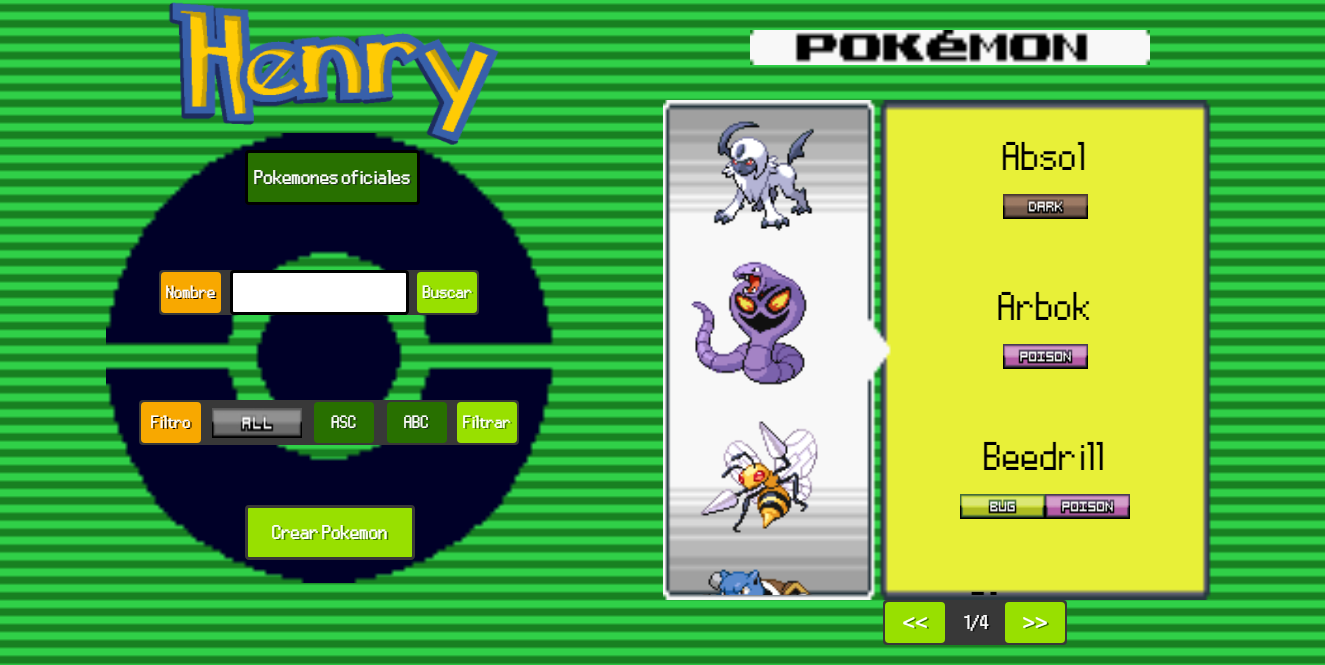 Henry
Pokemones oficiales
Nombre
Buscar
Filtro
ALL
ASC
ABC
Filtrar
Crear Pokemon
POKéMON
Absol
DARK
Arbok
POISON
Beedrill
BUG POISON
<< 1/4 >>